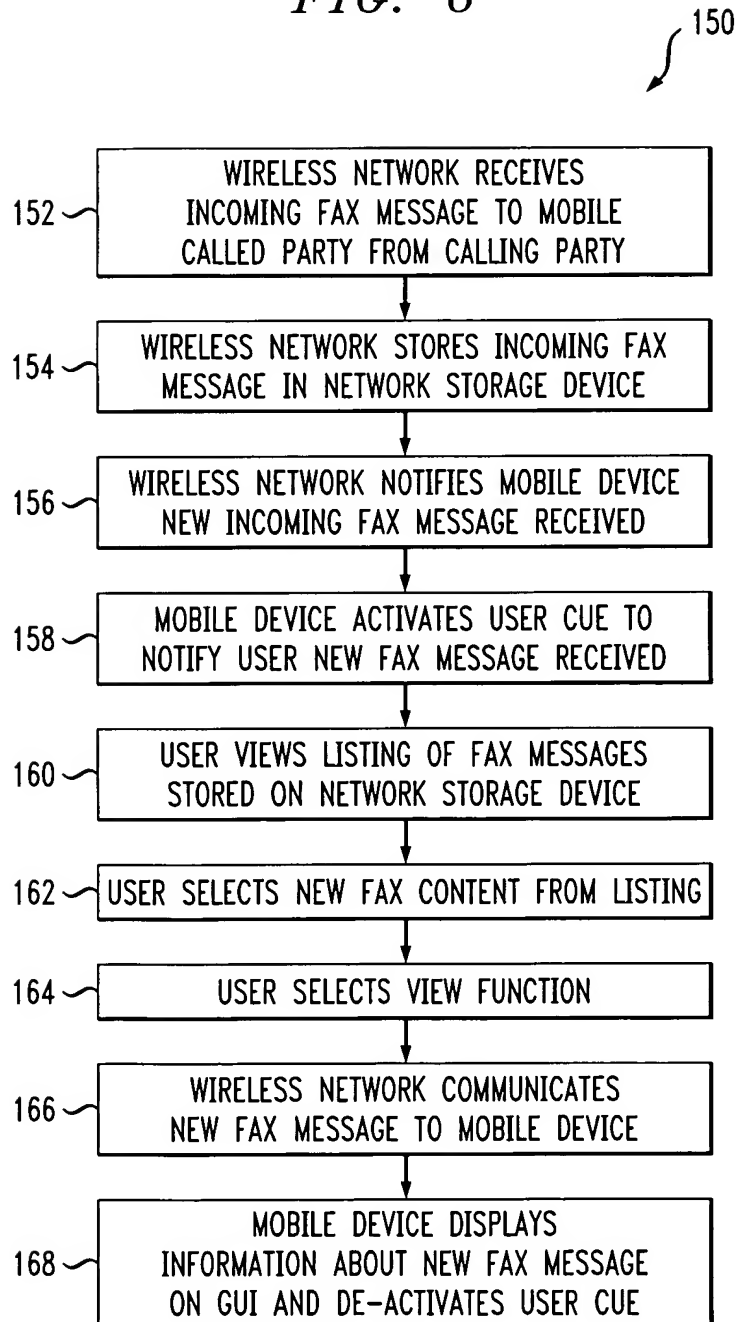 150
152
WIRELESS NETWORK RECEIVES
INCOMING FAX MESSAGE TO MOBILE
CALLED PARTY FROM CALLING PARTY
154
WIRELESS NETWORK STORES INCOMING FAX
MESSAGE IN NETWORK STORAGE DEVICE
156
WIRELESS NETWORK NOTIFIES MOBILE DEVICE
NEW INCOMING FAX MESSAGE RECEIVED
158
MOBILE DEVICE ACTIVATES USER CUE TO
NOTIFY USER NEW FAX MESSAGE RECEIVED
160
USER VIEWS LISTING OF FAX MESSAGES
STORED ON NETWORK STORAGE DEVICE
162
USER SELECTS NEW FAX CONTENT FROM LISTING
164
USER SELECTS VIEW FUNCTION
166
WIRELESS NETWORK COMMUNICATES
NEW FAX MESSAGE TO MOBILE DEVICE
168
MOBILE DEVICE DISPLAYS
INFORMATION ABOUT NEW FAX MESSAGE
ON GUI AND DE-ACTIVATES USER CUE